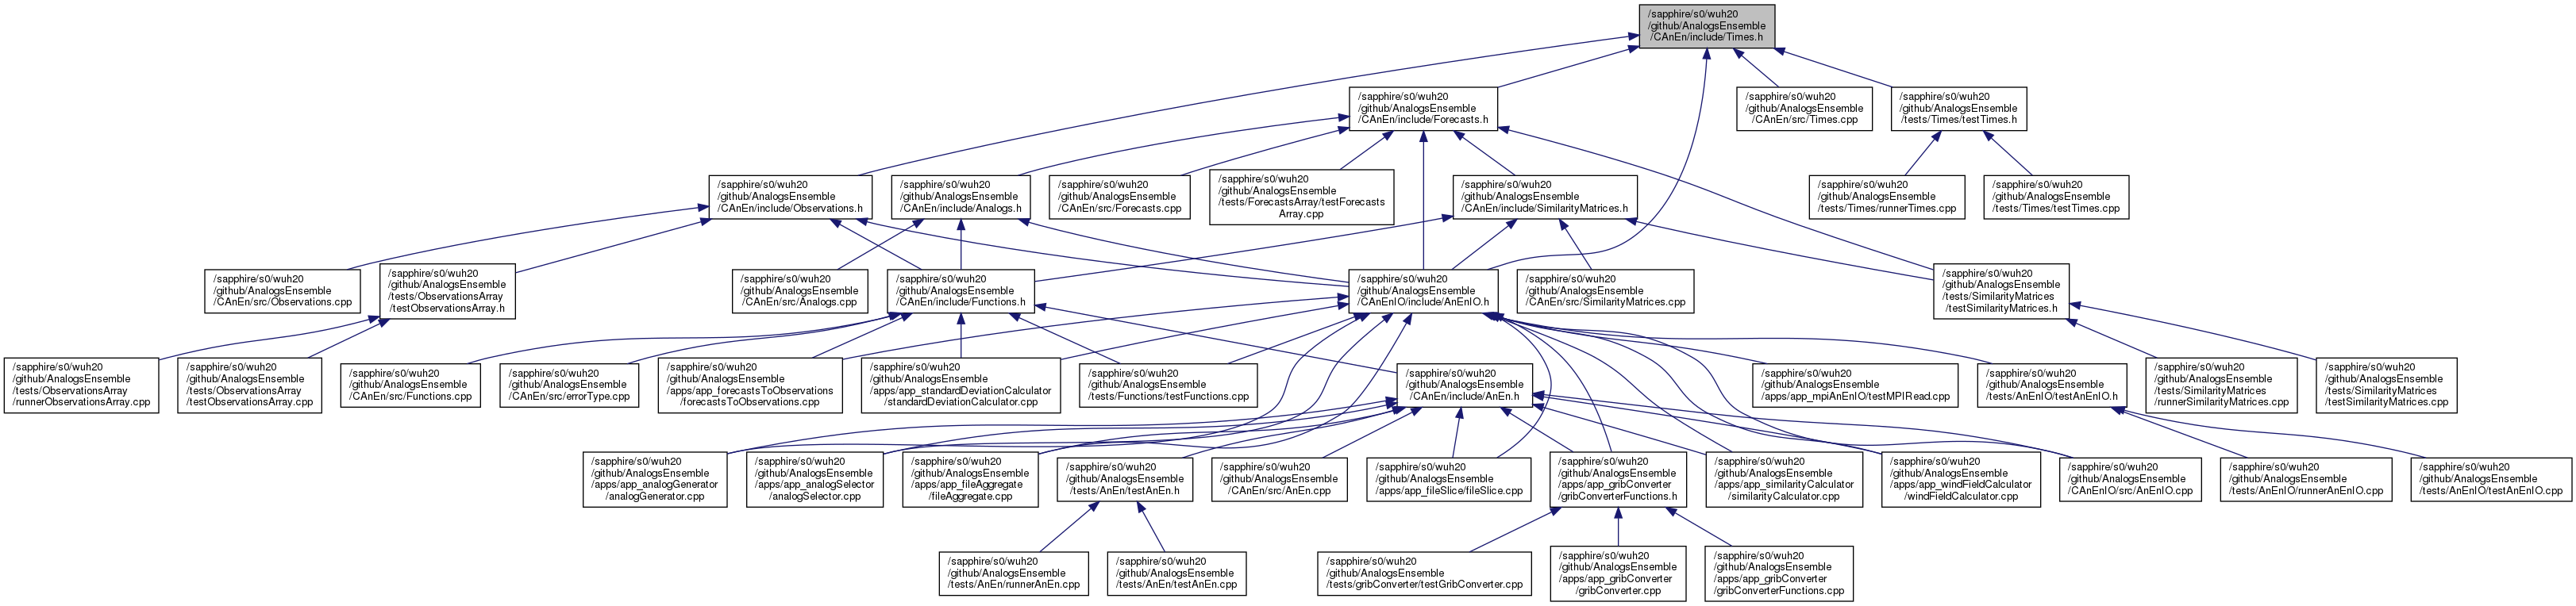 /sapphire/s0/wuh20
/github/AnalogsEnsemble
/CAnEn/include/Times.h
/sapphire/s0/wuh20
/github/AnalogsEnsemble
/CAnEn/include/Forecasts.h
/sapphire/s0/wuh20
/github/AnalogsEnsemble
/CAnEn/src/Times.cpp
/sapphire/s0/wuh20
/github/AnalogsEnsemble
/tests/Times/testTimes.h
/sapphire/s0/wuh20
/github/AnalogsEnsemble
/CAnEn/include/Observations.h
/sapphire/s0/wuh20
/github/AnalogsEnsemble
/CAnEn/include/Analogs.h
/sapphire/s0/wuh20
/github/AnalogsEnsemble
/CAnEn/src/Forecasts.cpp
/sapphire/s0/wuh20
/github/AnalogsEnsemble
/tests/ForecastsArray/testForecasts
Array.cpp
/sapphire/s0/wuh20
/github/AnalogsEnsemble
/CAnEn/include/SimilarityMatrices.h
/sapphire/s0/wuh20
/github/AnalogsEnsemble
/tests/Times/runnerTimes.cpp
/sapphire/s0/wuh20
/github/AnalogsEnsemble
/tests/Times/testTimes.cpp
/sapphire/s0/wuh20
/github/AnalogsEnsemble
/CAnEn/src/Observations.cpp
/sapphire/s0/wuh20
/github/AnalogsEnsemble
/tests/ObservationsArray
/testObservationsArray.h
/sapphire/s0/wuh20
/github/AnalogsEnsemble
/CAnEn/src/Analogs.cpp
/sapphire/s0/wuh20
/github/AnalogsEnsemble
/CAnEn/include/Functions.h
/sapphire/s0/wuh20
/github/AnalogsEnsemble
/CAnEnIO/include/AnEnIO.h
/sapphire/s0/wuh20
/github/AnalogsEnsemble
/CAnEn/src/SimilarityMatrices.cpp
/sapphire/s0/wuh20
/github/AnalogsEnsemble
/tests/SimilarityMatrices
/testSimilarityMatrices.h
/sapphire/s0/wuh20
/github/AnalogsEnsemble
/tests/Observations
Array
/runnerObservationsArray.cpp
/sapphire/s0/wuh20
/github/AnalogsEnsemble
/tests/ObservationsArray
/testObservationsArray.cpp
/sapphire/s0/wuh20
/github/AnalogsEnsemble
/CAnEn/src/Functions.cpp
/sapphire/s0/wuh20
/github/AnalogsEnsemble
/CAnEn/src/errorType.cpp
/sapphire/s0/wuh20
/github/AnalogsEnsemble
/apps/app_forecastsToObservations
/forecastsToObservations.cpp
/sapphire/s0/wuh20
/github/AnalogsEnsemble
/apps/app_standardDeviationCalculator
/standardDeviationCalculator.cpp
/sapphire/s0/wuh20
/github/AnalogsEnsemble
/tests/Functions/testFunctions.cpp
/sapphire/s0/wuh20
/github/AnalogsEnsemble
/CAnEn/include/AnEn.h
/sapphire/s0/wuh20
/github/AnalogsEnsemble
/apps/app_mpiAnEnIO/testMPIRead.cpp
/sapphire/s0/wuh20
/github/AnalogsEnsemble
/tests/AnEnIO/testAnEnIO.h
/sapphire/s0/wuh20
/github/AnalogsEnsemble
/tests/SimilarityMatrices
/runnerSimilarityMatrices.cpp
/sapphire/s0/wuh20
/github/AnalogsEnsemble
/tests/SimilarityMatrices
/testSimilarityMatrices.cpp
/sapphire/s0/wuh20
/github/AnalogsEnsemble
/apps/app_analogGenerator
/analogGenerator.cpp
/sapphire/s0/wuh20
/github/AnalogsEnsemble
/apps/app_analogSelector
/analogSelector.cpp
/sapphire/s0/wuh20
/github/AnalogsEnsemble
/apps/app_fileAggregate
/fileAggregate.cpp
/sapphire/s0/wuh20
/github/AnalogsEnsemble
/tests/AnEn/testAnEn.h
/sapphire/s0/wuh20
/github/AnalogsEnsemble
/CAnEn/src/AnEn.cpp
/sapphire/s0/wuh20
/github/AnalogsEnsemble
/apps/app_fileSlice/fileSlice.cpp
/sapphire/s0/wuh20
/github/AnalogsEnsemble
/apps/app_gribConverter
/gribConverterFunctions.h
/sapphire/s0/wuh20
/github/AnalogsEnsemble
/apps/app_similarityCalculator
/similarityCalculator.cpp
/sapphire/s0/wuh20
/github/AnalogsEnsemble
/apps/app_windFieldCalculator
/windFieldCalculator.cpp
/sapphire/s0/wuh20
/github/AnalogsEnsemble
/CAnEnIO/src/AnEnIO.cpp
/sapphire/s0/wuh20
/github/AnalogsEnsemble
/tests/AnEnIO/runnerAnEnIO.cpp
/sapphire/s0/wuh20
/github/AnalogsEnsemble
/tests/AnEnIO/testAnEnIO.cpp
/sapphire/s0/wuh20
/github/AnalogsEnsemble
/tests/AnEn/runnerAnEn.cpp
/sapphire/s0/wuh20
/github/AnalogsEnsemble
/tests/AnEn/testAnEn.cpp
/sapphire/s0/wuh20
/github/AnalogsEnsemble
/tests/gribConverter/testGribConverter.cpp
/sapphire/s0/wuh20
/github/AnalogsEnsemble
/apps/app_gribConverter
/gribConverter.cpp
/sapphire/s0/wuh20
/github/AnalogsEnsemble
/apps/app_gribConverter
/gribConverterFunctions.cpp